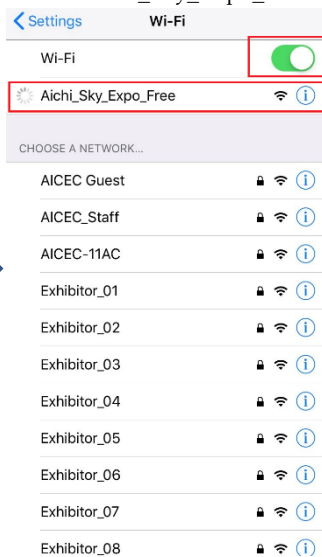 Settings Wi-Fi
Wi-Fi
Aichi_Sky_Expo_Free
CHOOSE A NETWORK...
AICEC Guest
AICEC_Staff
AICEC-11AC
Exhibitor_01
Exhibitor_02
Exhibitor_03
Exhibitor_04
Exhibitor_05
Exhibitor_06
Exhibitor_07
Exhibitor_08